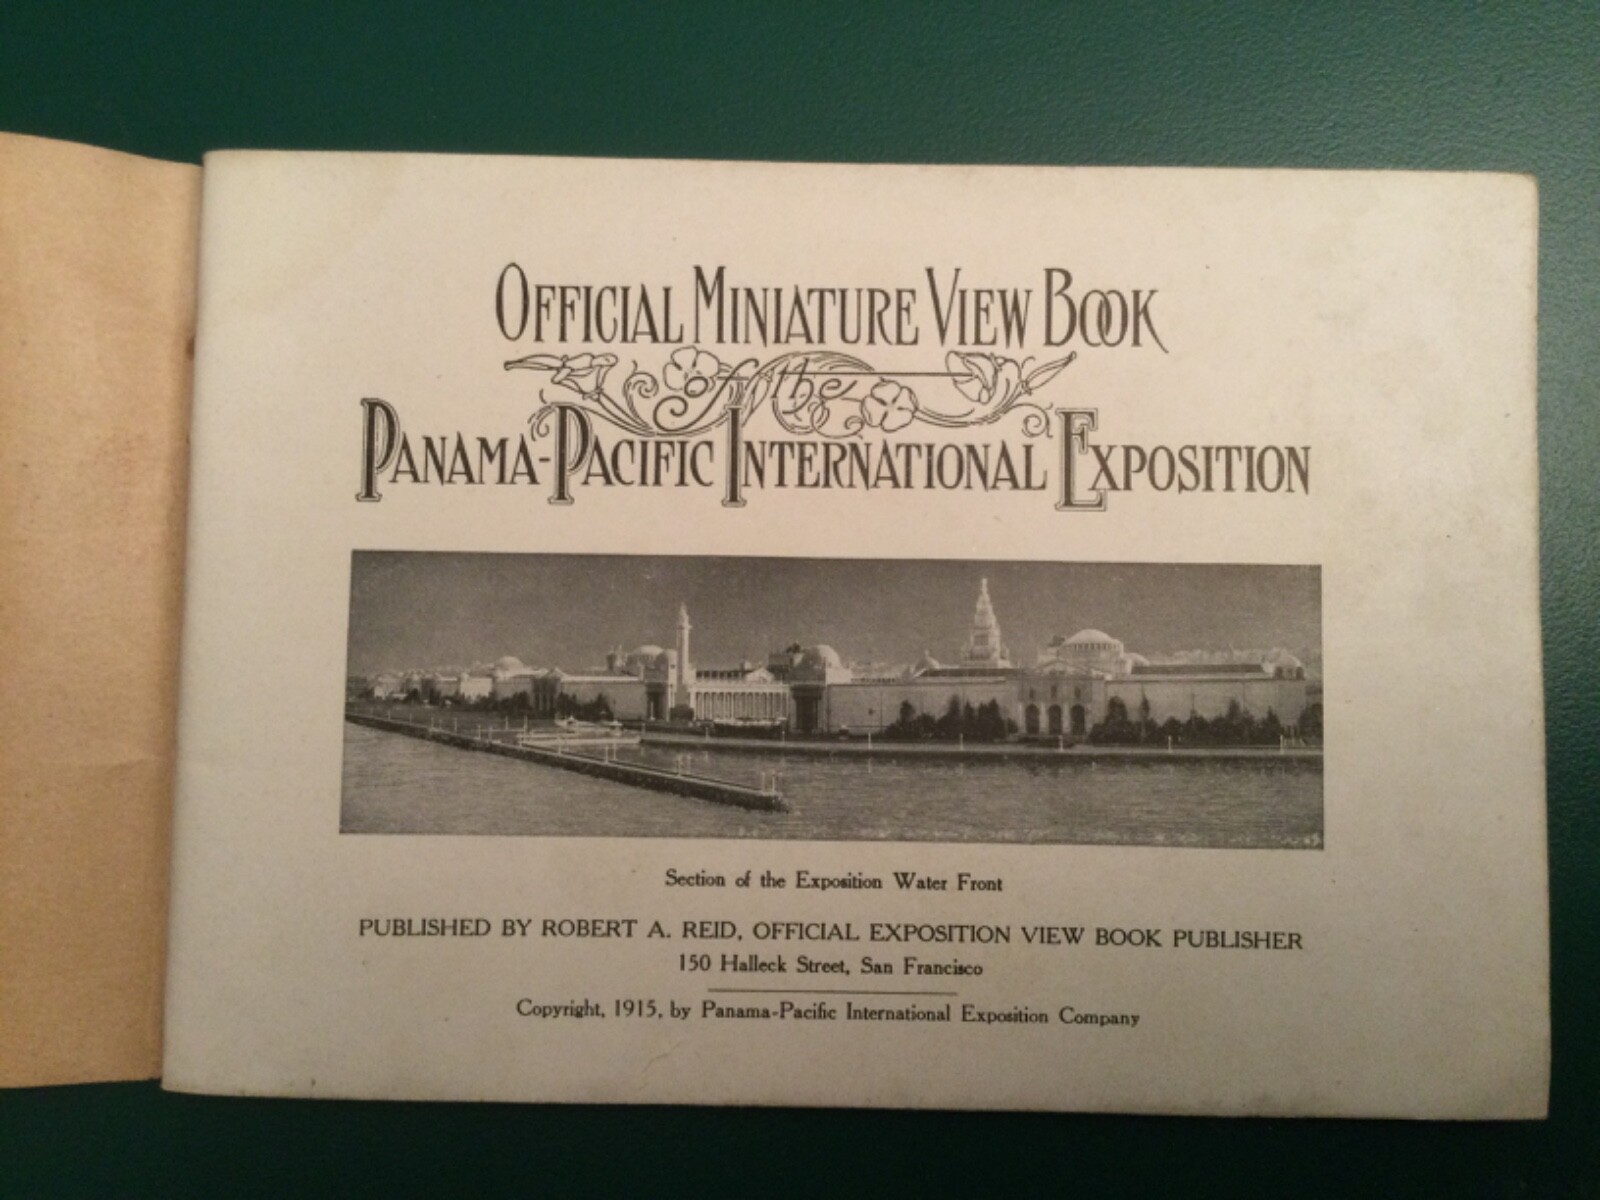 OFFICIAL MINIATURE VIEW BOOK
of the
PANAMA-PACIFIC INTERNATIONAL EXPOSITION
Section of the Exposition Water Front
PUBLISHED BY ROBERT A. REID, OFFICIAL EXPOSITION VIEW BOOK PUBLISHER
150 Halleck Street, San Francisco
Copyright, 1915, by Panama-Pacific International Exposition Company